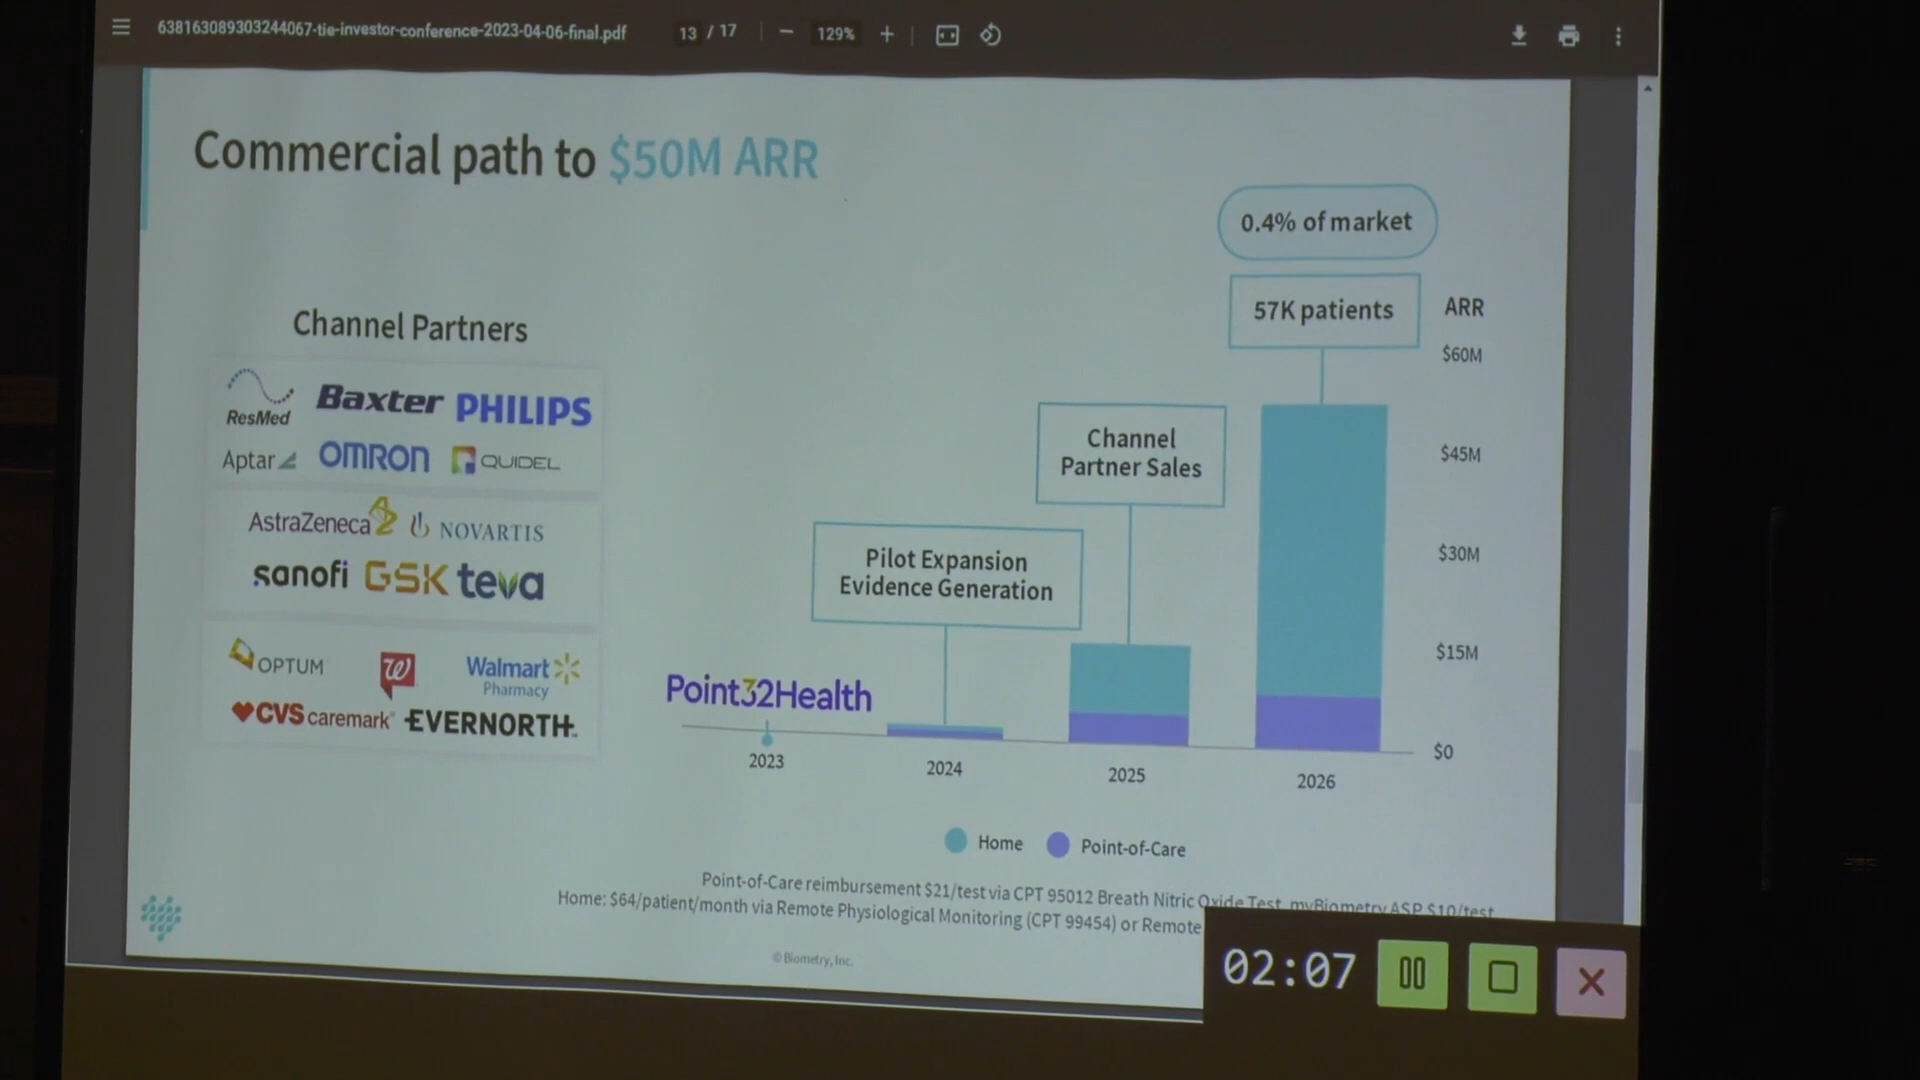 638163089303244067-tie-investor-conference-2023-04-06-final.pdf 13 / 17 129%
Commercial path to $50M ARR
0.4% of market
57K patients
ARR
$60M
$45M
$30M
$15M
$0
Channel Partners
ResMed Baxter PHILIPS
Aptar OMRON QUIDEL
AstraZeneca NOVARTIS
sanofi GSK teva
OPTUM W Walmart
Pharmacy
CVS caremark EVERNORTH
Channel
Partner Sales
Pilot Expansion
Evidence Generation
Point32Health
2023 2024 2025 2026
Home Point-of-Care
Point-of-Care reimbursement $21/test via CPT 95012 Breath Nitric Oxide Test, myBiometry ASP $10/test
Home: $64/patient/month via Remote Physiological Monitoring (CPT 99454) or Remote
© Biometry, Inc.
02:07